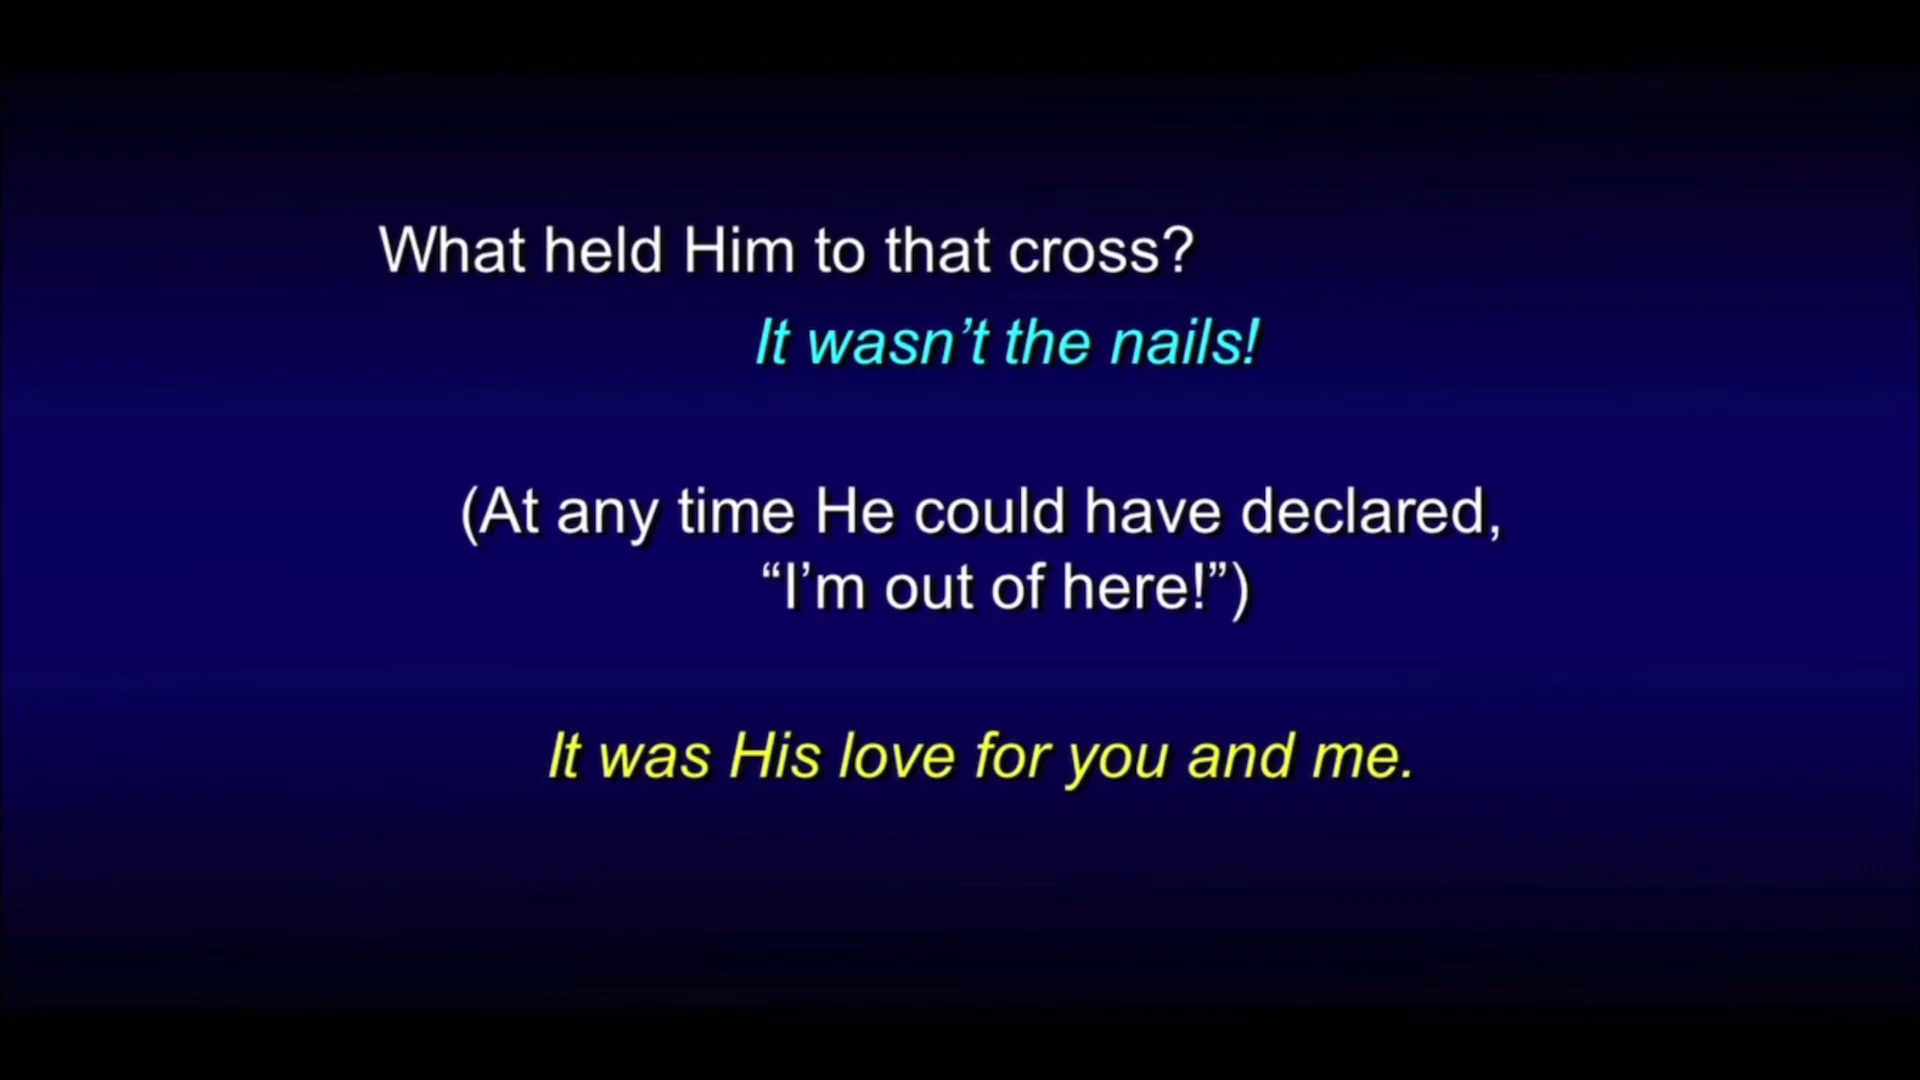 What held Him to that cross?
It wasn’t the nails!
(At any time He could have declared,
“I’m out of here!”)
It was His love for you and me.